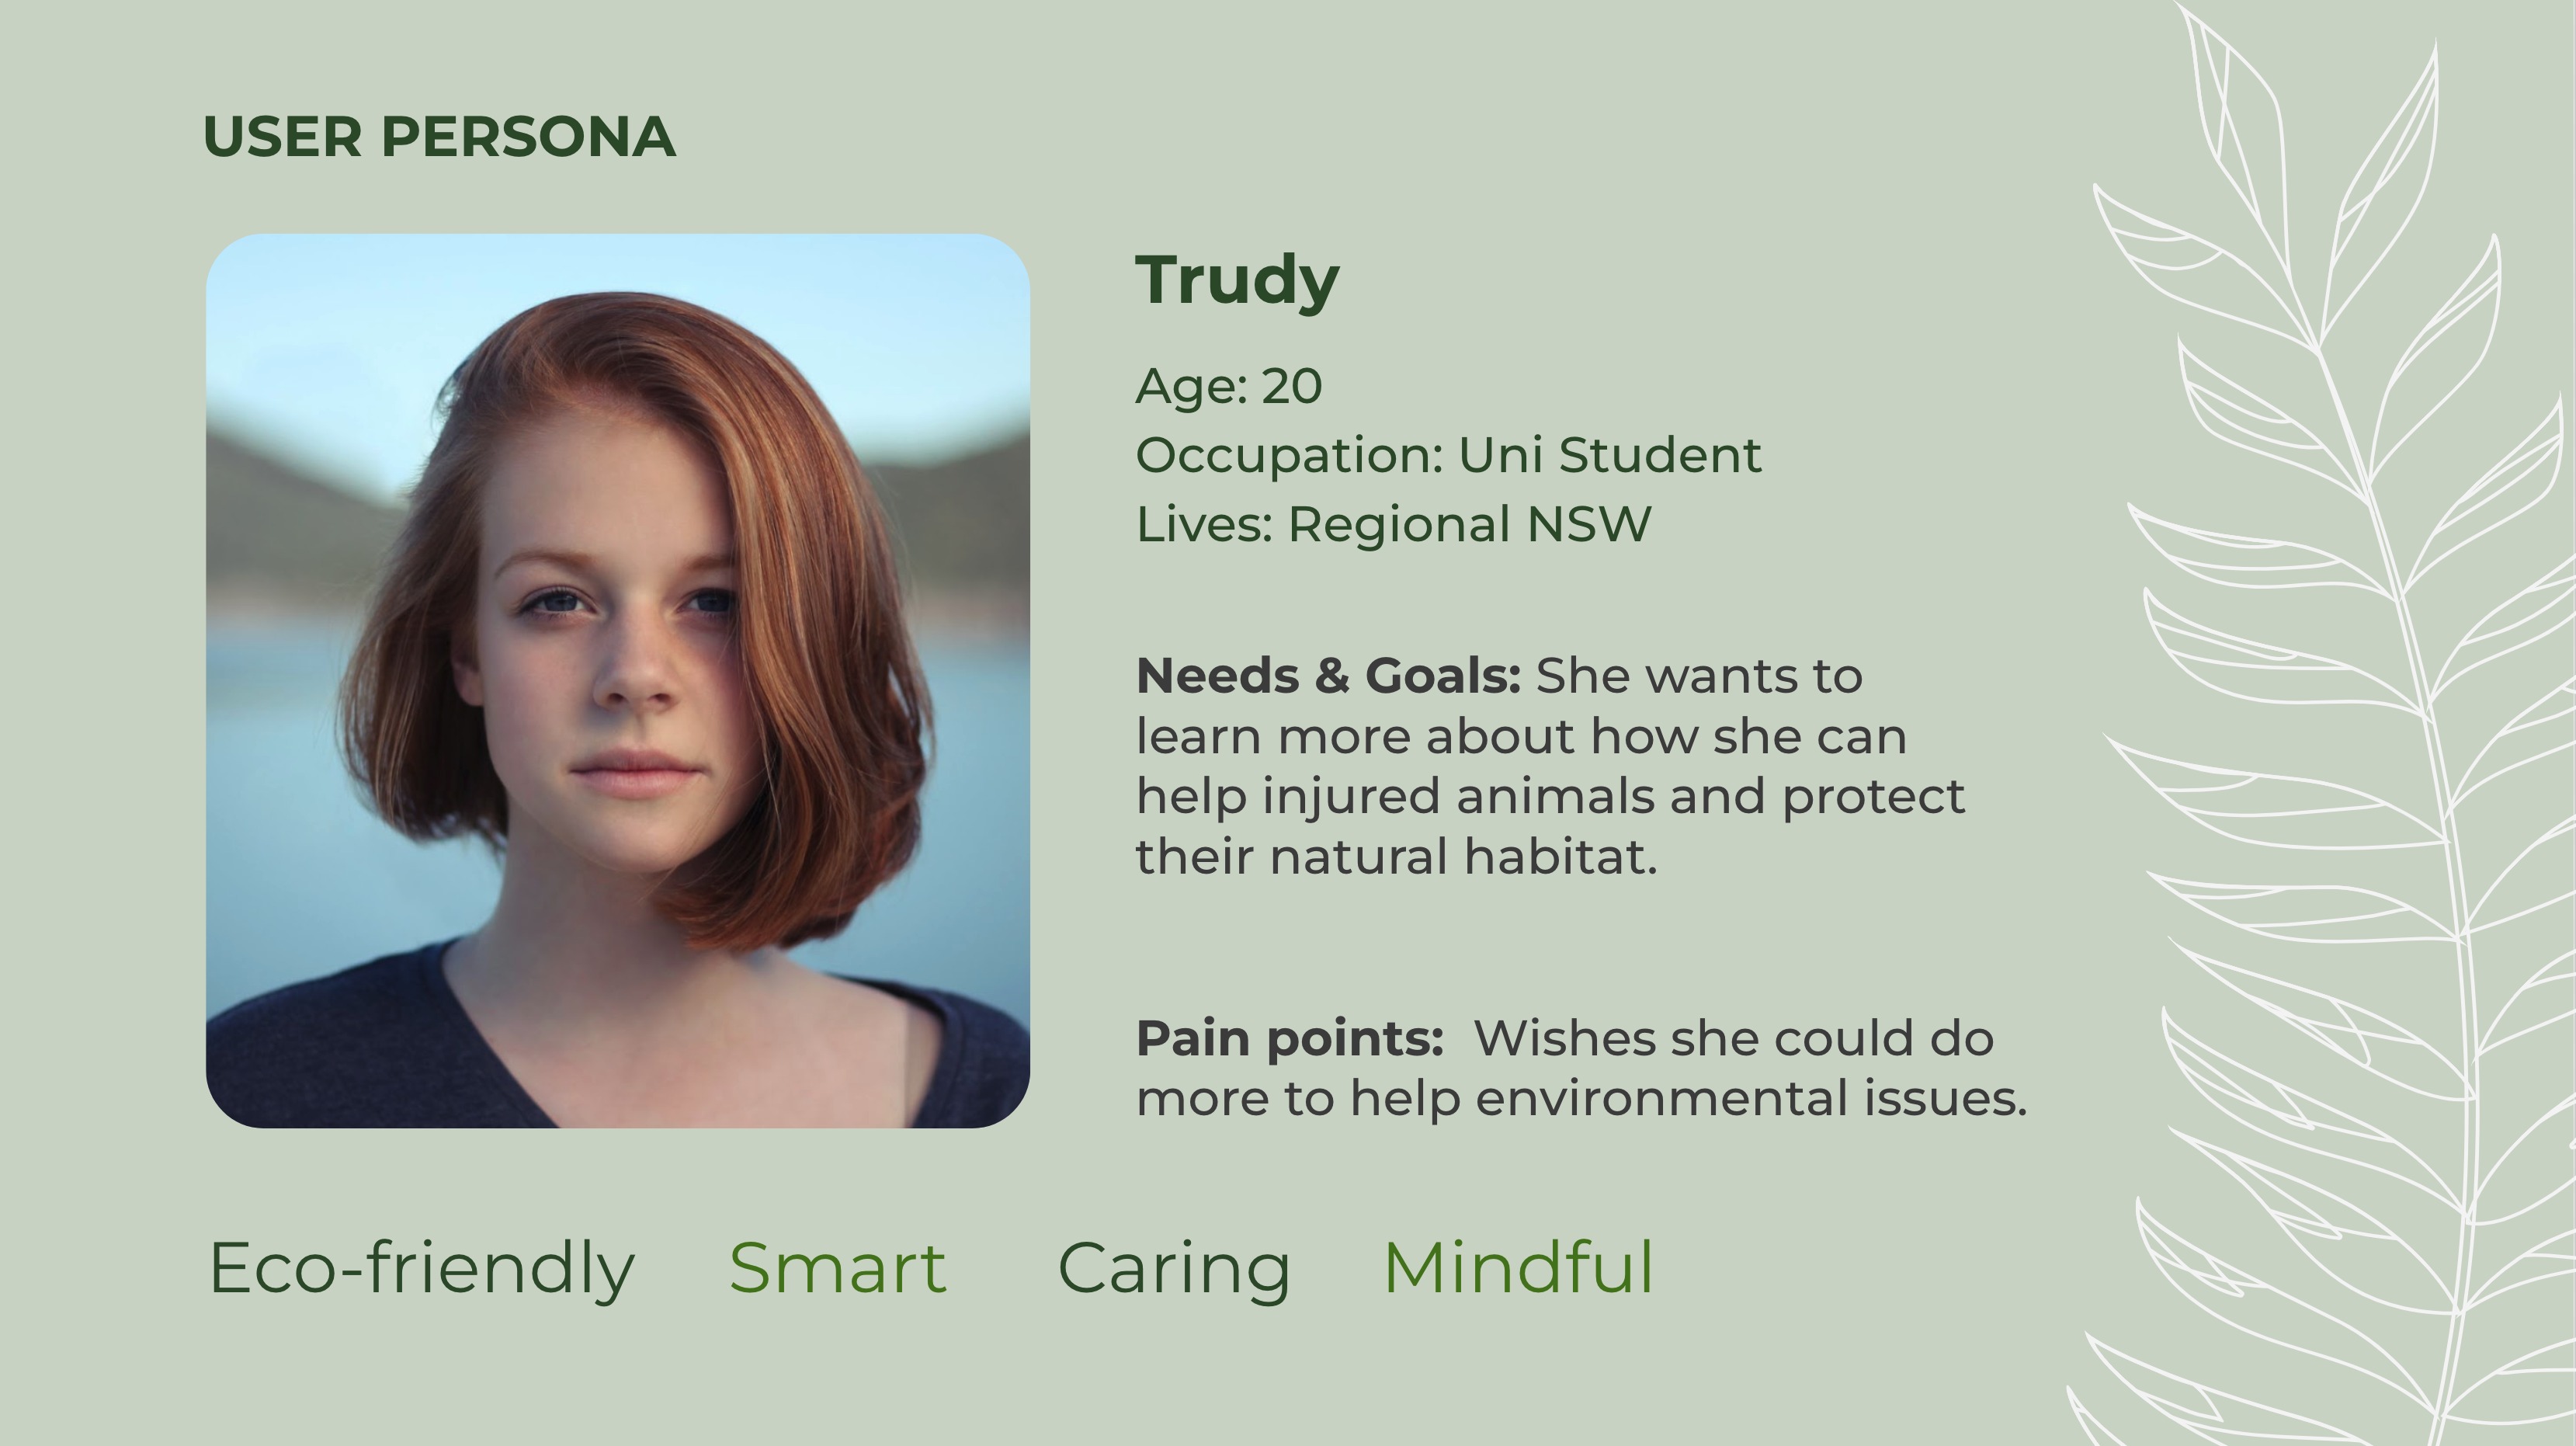 USER PERSONA
Trudy
Age: 20
Occupation: Uni Student
Lives: Regional NSW
Needs & Goals: She wants to
learn more about how she can
help injured animals and protect
their natural habitat.
Pain points:  Wishes she could do
more to help environmental issues.
Eco-friendly Smart Caring Mindful